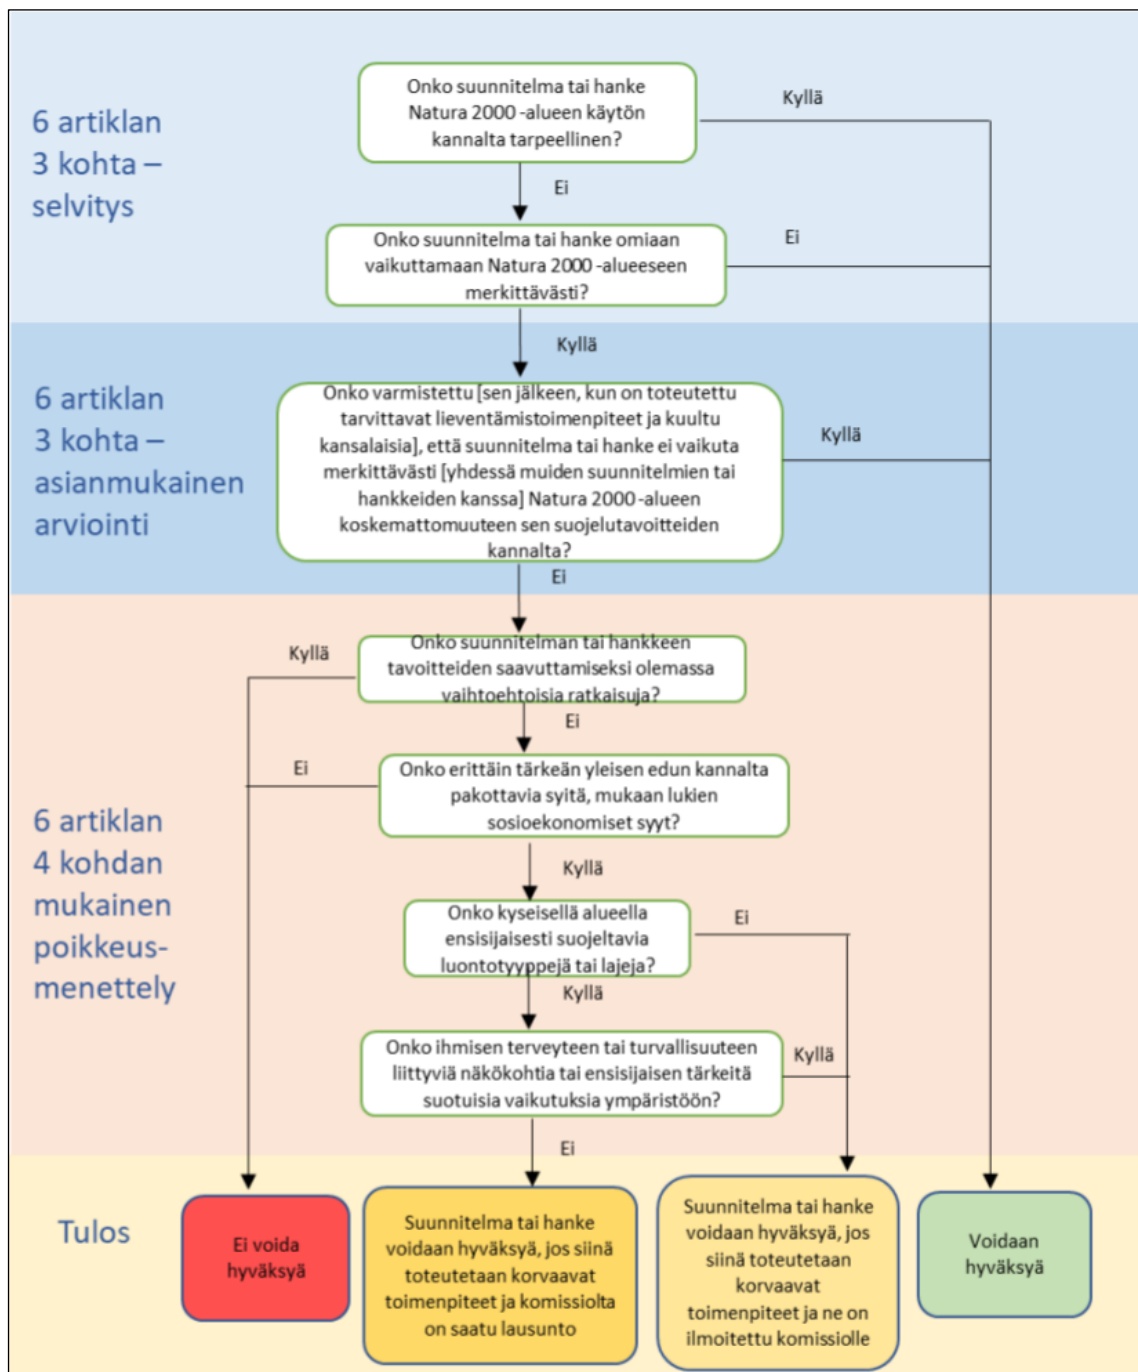 6 artiklan
3 kohta –
selvitys
Onko suunnitelma tai hanke
Natura 2000 -alueen käytön
kannalta tarpeellinen?
Kyllä
Ei
Onko suunnitelma tai hanke omiaan
vaikuttamaan Natura 2000 -alueeseen
merkittävästi?
Ei
Kyllä
6 artiklan
3 kohta –
asianmukainen
arviointi
Onko varmistettu [sen jälkeen, kun on toteutettu
tarvittavat lieventämistoimenpiteet ja kuultu
kansalaisia], että suunnitelma tai hanke ei vaikuta
merkittävästi [yhdessä muiden suunnitelmien tai
hankkeiden kanssa] Natura 2000 -alueen
koskemattomuuteen sen suojelutavoitteiden
kannalta?
Kyllä
Ei
6 artiklan
4 kohdan
mukainen
poikkeus-
menettely
Onko suunnitelman tai hankkeen
tavoitteiden saavuttamiseksi olemassa
vaihtoehtoisia ratkaisuja?
Kyllä
Ei
Onko erittäin tärkeän yleisen edun kannalta
pakottavia syitä, mukaan lukien
sosioekonomiset syyt?
Ei
Kyllä
Onko kyseisellä alueella
ensisijaisesti suojeltavia
luontotyyppejä tai lajeja?
Ei
Kyllä
Onko ihmisen terveyteen tai turvallisuuteen
liittyviä näkökohtia tai ensisijaisen tärkeitä
suotuisia vaikutuksia ympäristöön?
Kyllä
Ei
Tulos
Ei voida
hyväksyä
Suunnitelma tai hanke
voidaan hyväksyä, jos siinä
toteutetaan korvaavat
toimenpiteet ja komissiolta
on saatu lausunto
Suunnitelma tai hanke
voidaan hyväksyä, jos
siinä toteutetaan
korvaavat
toimenpiteet ja ne on
ilmoitettu komissiolle
Voidaan
hyväksyä